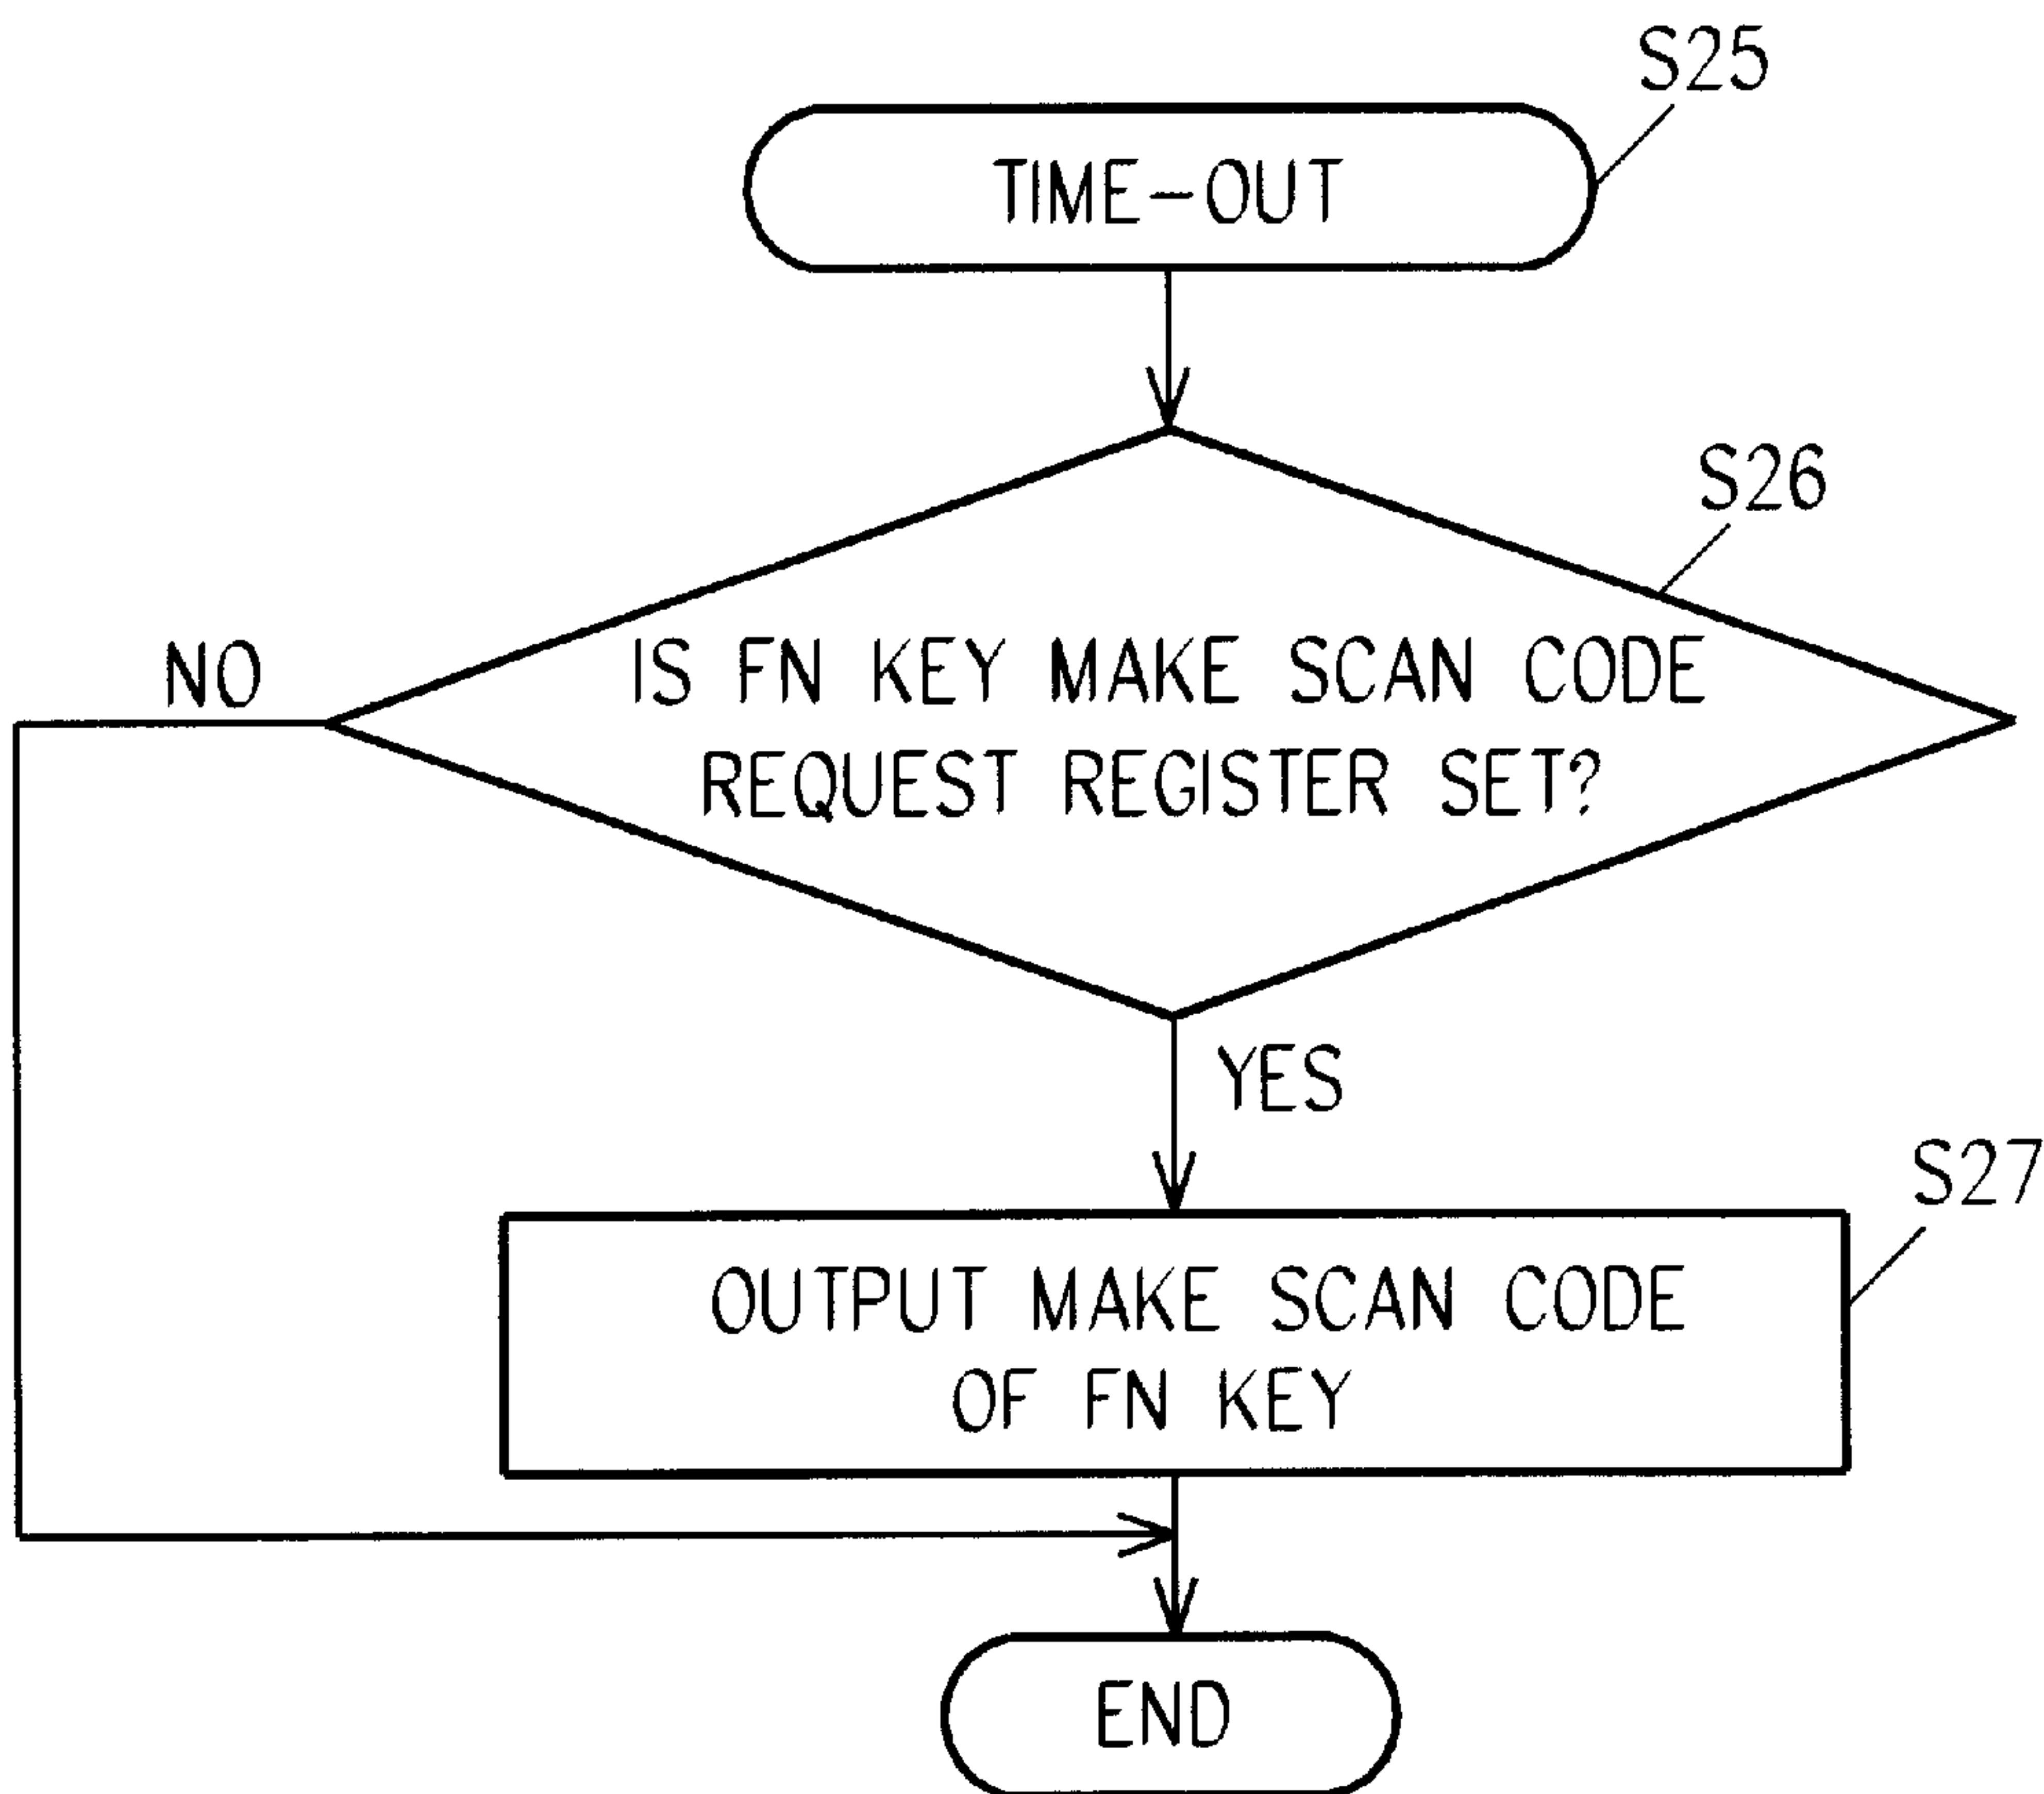 S25
TIME-OUT
S26
NO
IS FN KEY MAKE SCAN CODE
REQUEST REGISTER SET?
YES
S27
OUTPUT MAKE SCAN CODE
OF FN KEY
END